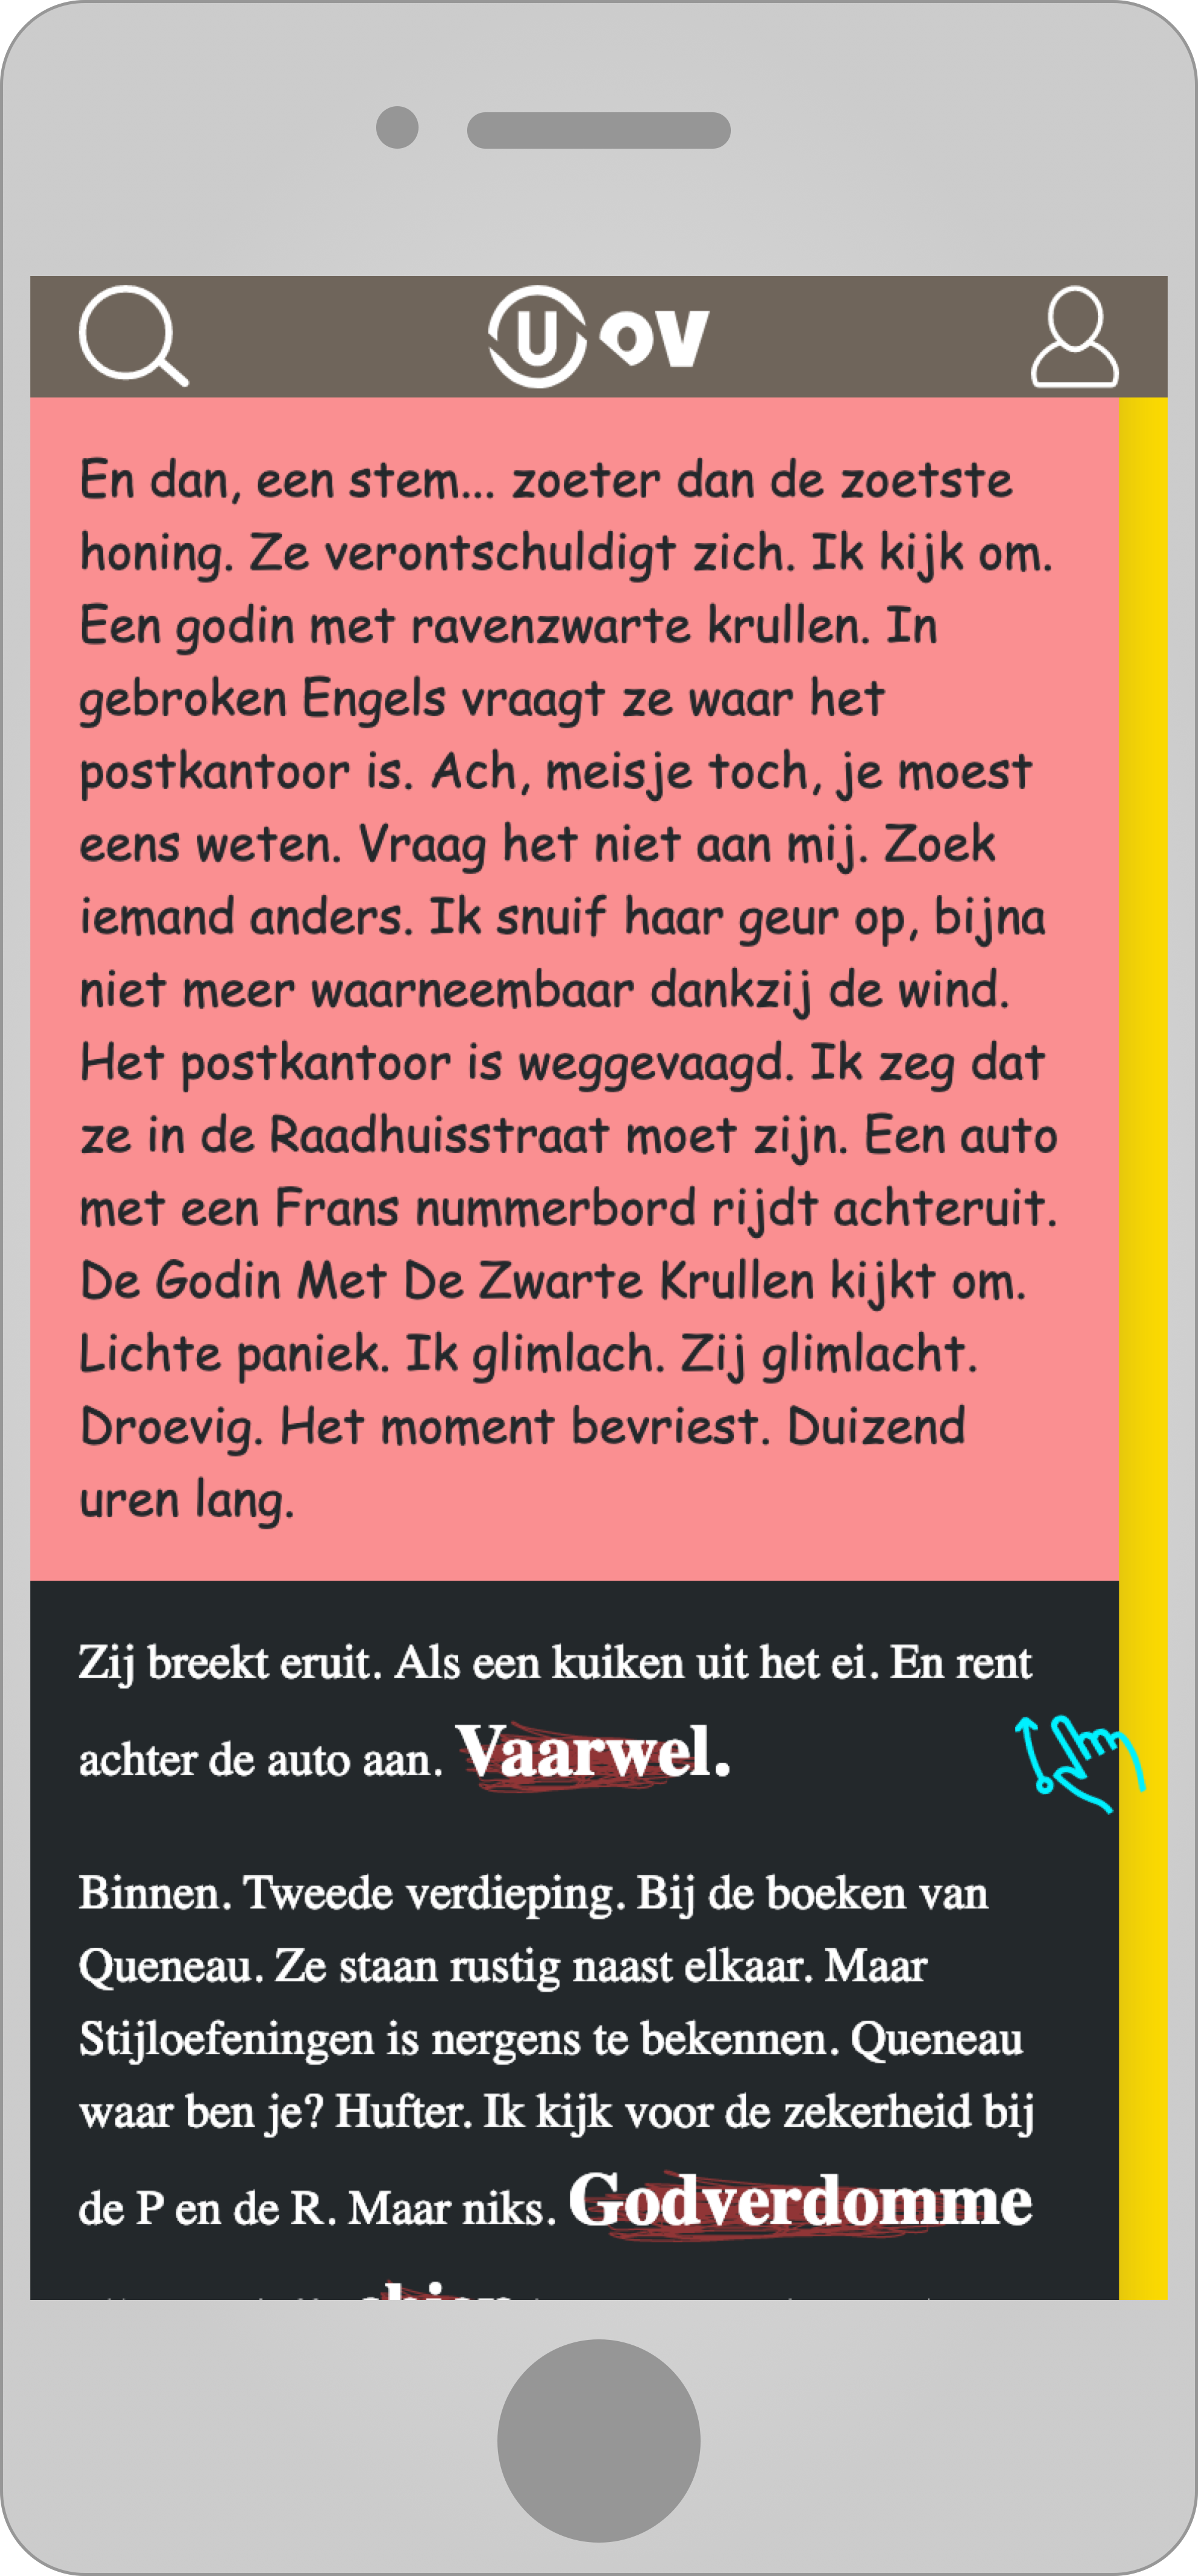 U OV
En dan, een stem... zoeter dan de zoetste
honing. Ze verontschuldigt zich. Ik kijk om.
Een godin met ravenzwarte krullen. In
gebroken Engels vraagt ze waar het
postkantoor is. Ach, meisje toch, je moest
eens weten. Vraag het niet aan mij. Zoek
iemand anders. Ik snuif haar geur op, bijna
niet meer waarneembaar dankzij de wind.
Het postkantoor is weggevaagd. Ik zeg dat
ze in de Raadhuisstraat moet zijn. Een auto
met een Frans nummerbord rijdt achteruit.
De Godin Met De Zwarte Krullen kijkt om.
Lichte paniek. Ik glimlach. Zij glimlacht.
Droevig. Het moment bevriest. Duizend
uren lang.
Zij breekt eruit. Als een kuiken uit het ei. En rent
achter de auto aan. Vaarwel.
Binnen. Tweede verdieping. Bij de boeken van
Queneau. Ze staan rustig naast elkaar. Maar
Stijloefeningen is nergens te bekennen. Queneau
waar ben je? Hufter. Ik kijk voor de zekerheid bij
de P en de R. Maar niks. Godverdomme